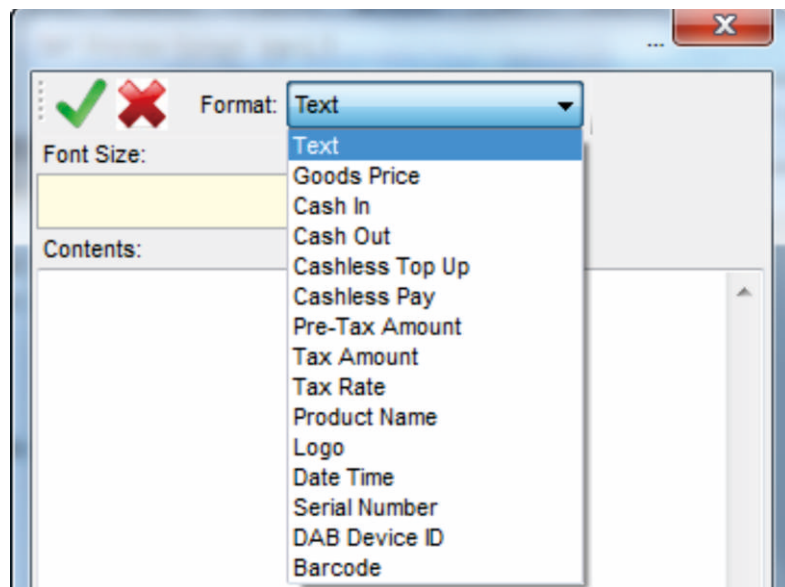 ...
Format: Text
Font Size:
Contents:
Text
Goods Price
Cash In
Cash Out
Cashless Top Up
Cashless Pay
Pre-Tax Amount
Tax Amount
Tax Rate
Product Name
Logo
Date Time
Serial Number
DAB Device ID
Barcode